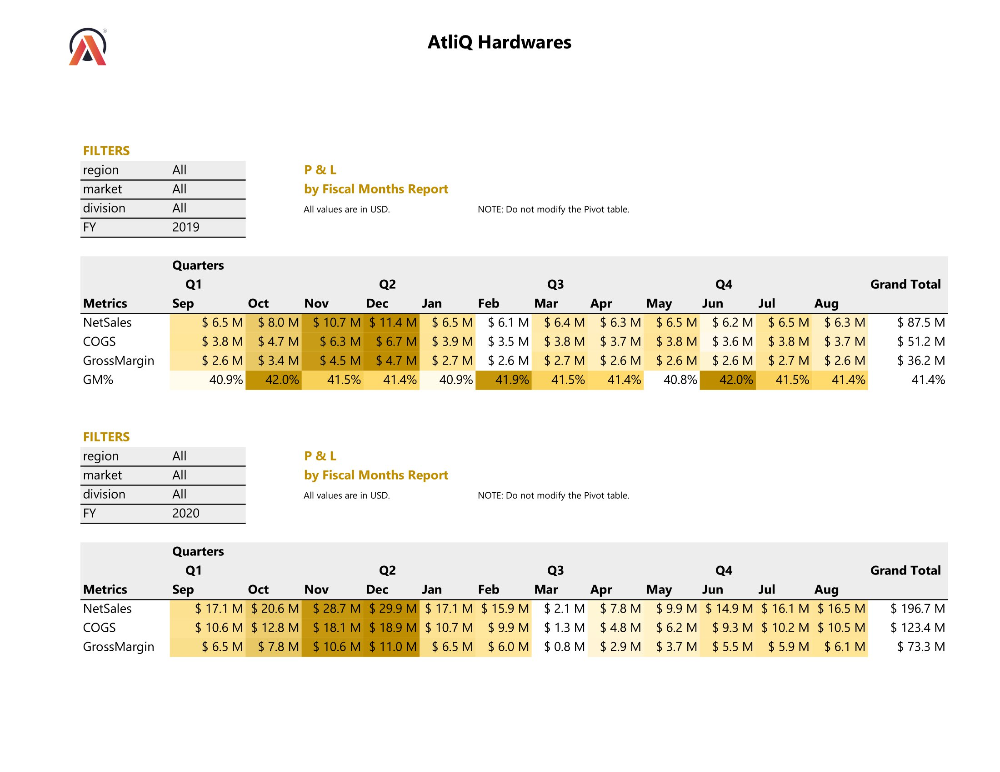 AtliQ Hardwares
®
FILTERS
region All P & L
market All by Fiscal Months Report
division All All values are in USD. NOTE: Do not modify the Pivot table.
FY 2019
Quarters
Q1 Q2 Q3 Q4 Grand Total
Metrics Sep Oct Nov Dec Jan Feb Mar Apr May Jun Jul Aug
NetSales $ 6.5 M $ 8.0 M $ 10.7 M $ 11.4 M $ 6.5 M $ 6.1 M $ 6.4 M $ 6.3 M $ 6.5 M $ 6.2 M $ 6.5 M $ 6.3 M $ 87.5 M
COGS $ 3.8 M $ 4.7 M $ 6.3 M $ 6.7 M $ 3.9 M $ 3.5 M $ 3.8 M $ 3.7 M $ 3.8 M $ 3.6 M $ 3.8 M $ 3.7 M $ 51.2 M
GrossMargin $ 2.6 M $ 3.4 M $ 4.5 M $ 4.7 M $ 2.7 M $ 2.6 M $ 2.7 M $ 2.6 M $ 2.6 M $ 2.6 M $ 2.7 M $ 2.6 M $ 36.2 M
GM% 40.9% 42.0% 41.5% 41.4% 40.9% 41.9% 41.5% 41.4% 40.8% 42.0% 41.5% 41.4% 41.4%
FILTERS
region All P & L
market All by Fiscal Months Report
division All All values are in USD. NOTE: Do not modify the Pivot table.
FY 2020
Quarters
Q1 Q2 Q3 Q4 Grand Total
Metrics Sep Oct Nov Dec Jan Feb Mar Apr May Jun Jul Aug
NetSales $ 17.1 M $ 20.6 M $ 28.7 M $ 29.9 M $ 17.1 M $ 15.9 M $ 2.1 M $ 7.8 M $ 9.9 M $ 14.9 M $ 16.1 M $ 16.5 M $ 196.7 M
COGS $ 10.6 M $ 12.8 M $ 18.1 M $ 18.9 M $ 10.7 M $ 9.9 M $ 1.3 M $ 4.8 M $ 6.2 M $ 9.3 M $ 10.2 M $ 10.5 M $ 123.4 M
GrossMargin $ 6.5 M $ 7.8 M $ 10.6 M $ 11.0 M $ 6.5 M $ 6.0 M $ 0.8 M $ 2.9 M $ 3.7 M $ 5.5 M $ 5.9 M $ 6.1 M $ 73.3 M